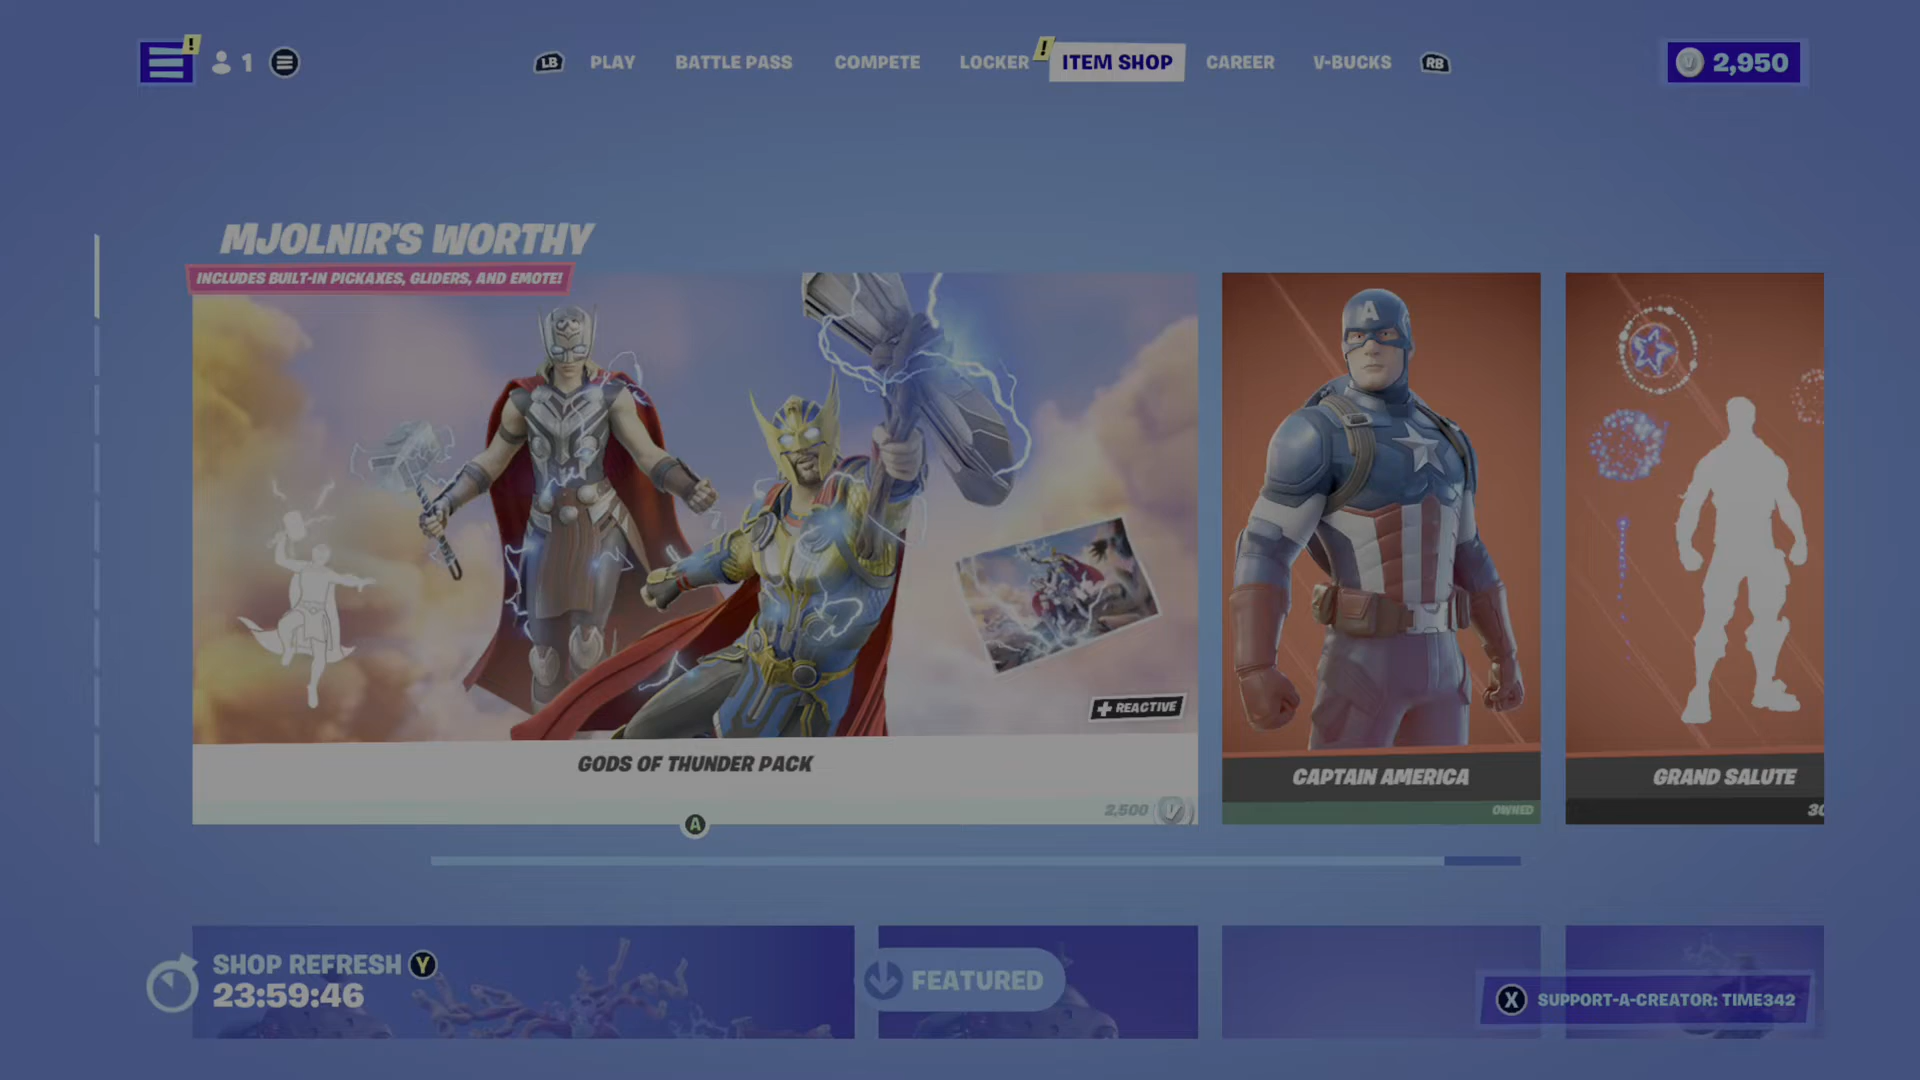 !
1
LB
PLAY
BATTLE PASS
COMPETE
LOCKER
!
ITEM SHOP
CAREER
V-BUCKS
RB
V
2,950
MJOLNIR'S WORTHY
INCLUDES BUILT-IN PICKAXES, GLIDERS, AND EMOTE!
A
+ REACTIVE
GODS OF THUNDER PACK
2,500
V
A
CAPTAIN AMERICA
OWNED
GRAND SALUTE
SHOP REFRESH Y
23:59:46
FEATURED
X SUPPORT-A-CREATOR: TIME342